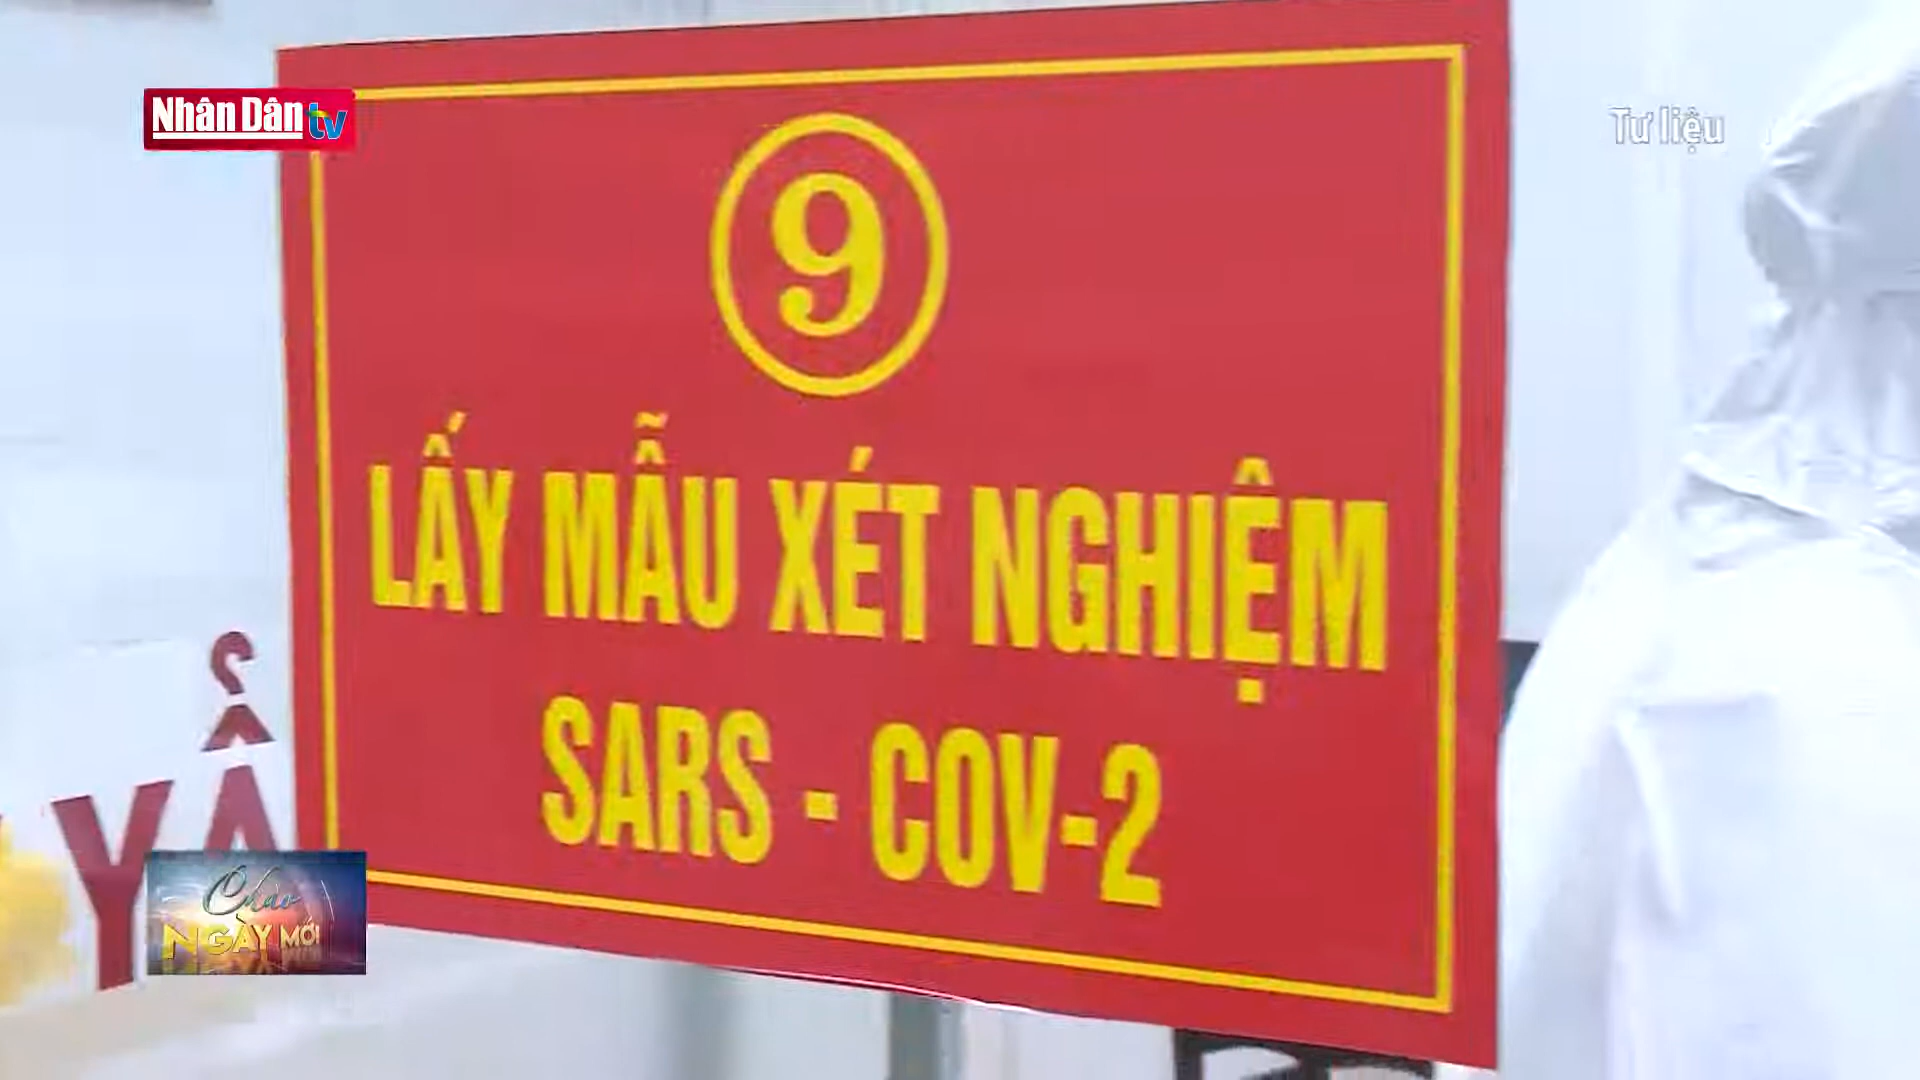 Nhân Dân tv
Tư liệu
9
LẤY MẪU XÉT NGHIỆM
SARS - COV-2
Chào
NGÀY MỚI